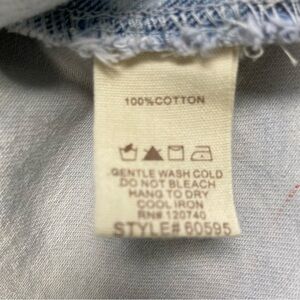 100%COTTON
GENTLE WASH COLD
DO NOT BLEACH
HANG TO DRY
COOL IRON
RN# 120740
STYLE# 60595